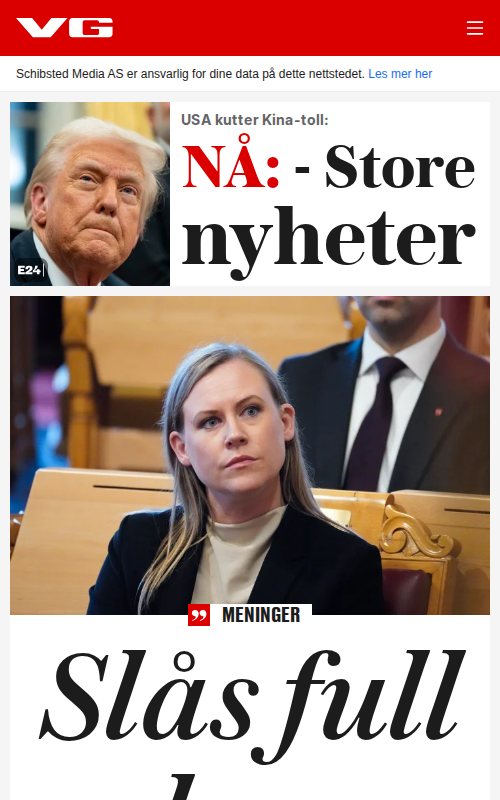 VG
Schibsted Media AS er ansvarlig for dine data på dette nettstedet. Les mer her
USA kutter Kina-toll:
NÅ: - Store
nyheter
E24
MENINGER
Slås full